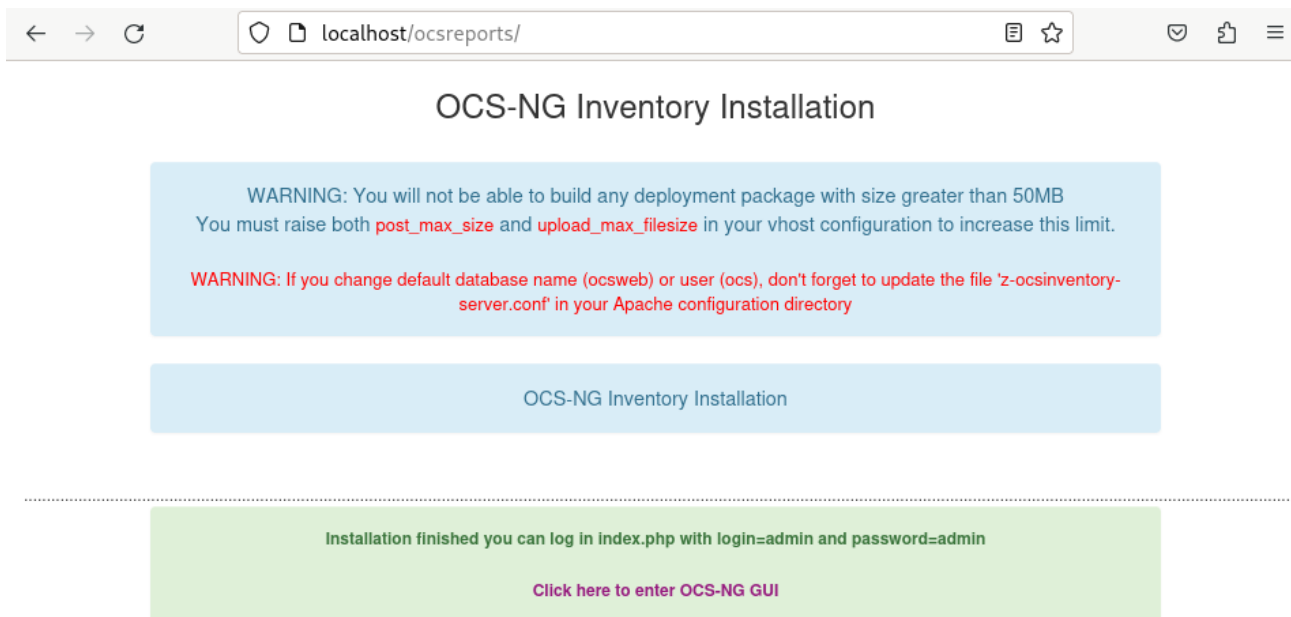 localhost/ocsreports/
OCS-NG Inventory Installation
WARNING: You will not be able to build any deployment package with size greater than 50MB
You must raise both post_max_size and upload_max_filesize in your vhost configuration to increase this limit.
WARNING: If you change default database name (ocsweb) or user (ocs), don't forget to update the file 'z-ocsinventory-
server.conf' in your Apache configuration directory
OCS-NG Inventory Installation
Installation finished you can log in index.php with login=admin and password=admin
Click here to enter OCS-NG GUI